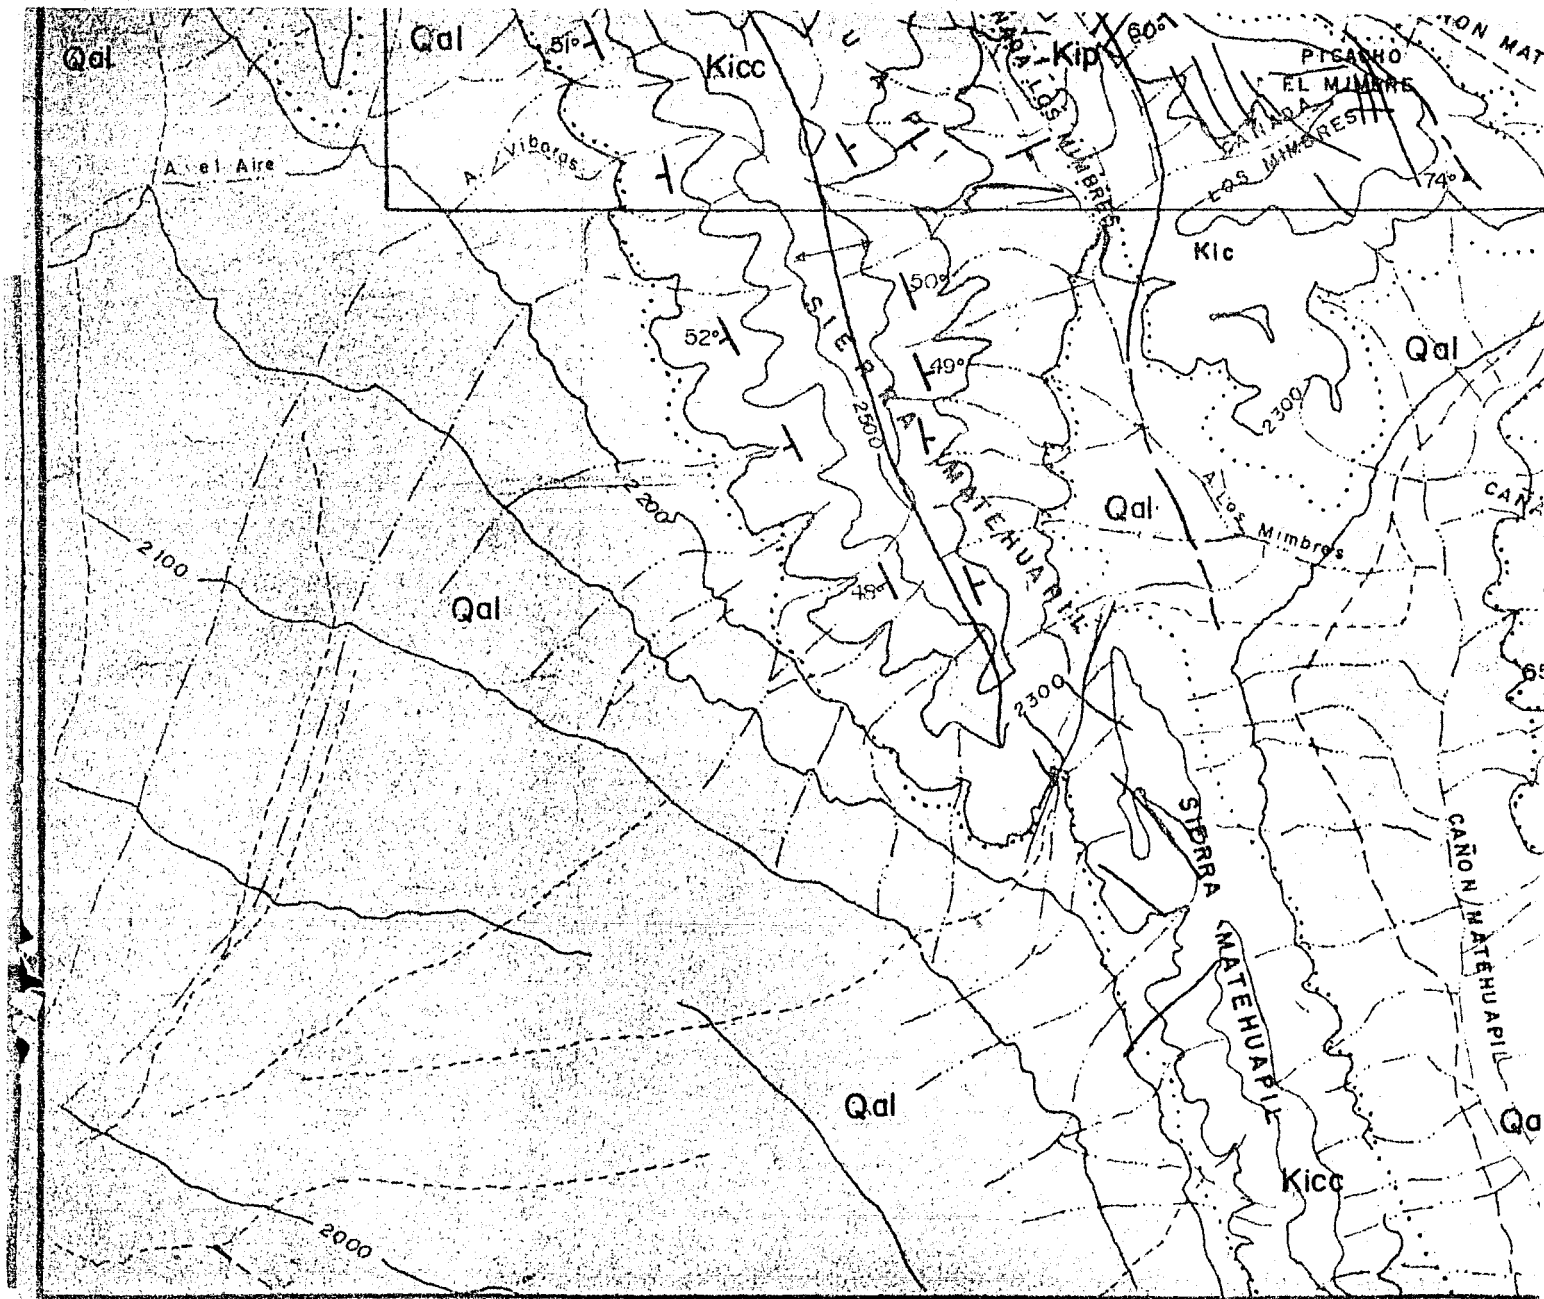 Qal
Qal
51°
Kicc
Kip
60°
PICACHO
EL MIMBRE
CAÑADA
LOS MIMBRES
74°
A. el Aire
A. Viboras
LOS MIMBRES
Kic
50°
52°
49°
SIERRA MATEHUAPIL
2500
Qal
2300
2200
Qal
A Los Mimbres
2100
Qal
48°
2300
SIERRA MATEHUAPIL
CAÑON MATEHUAPIL
Qal
Kicc
2000